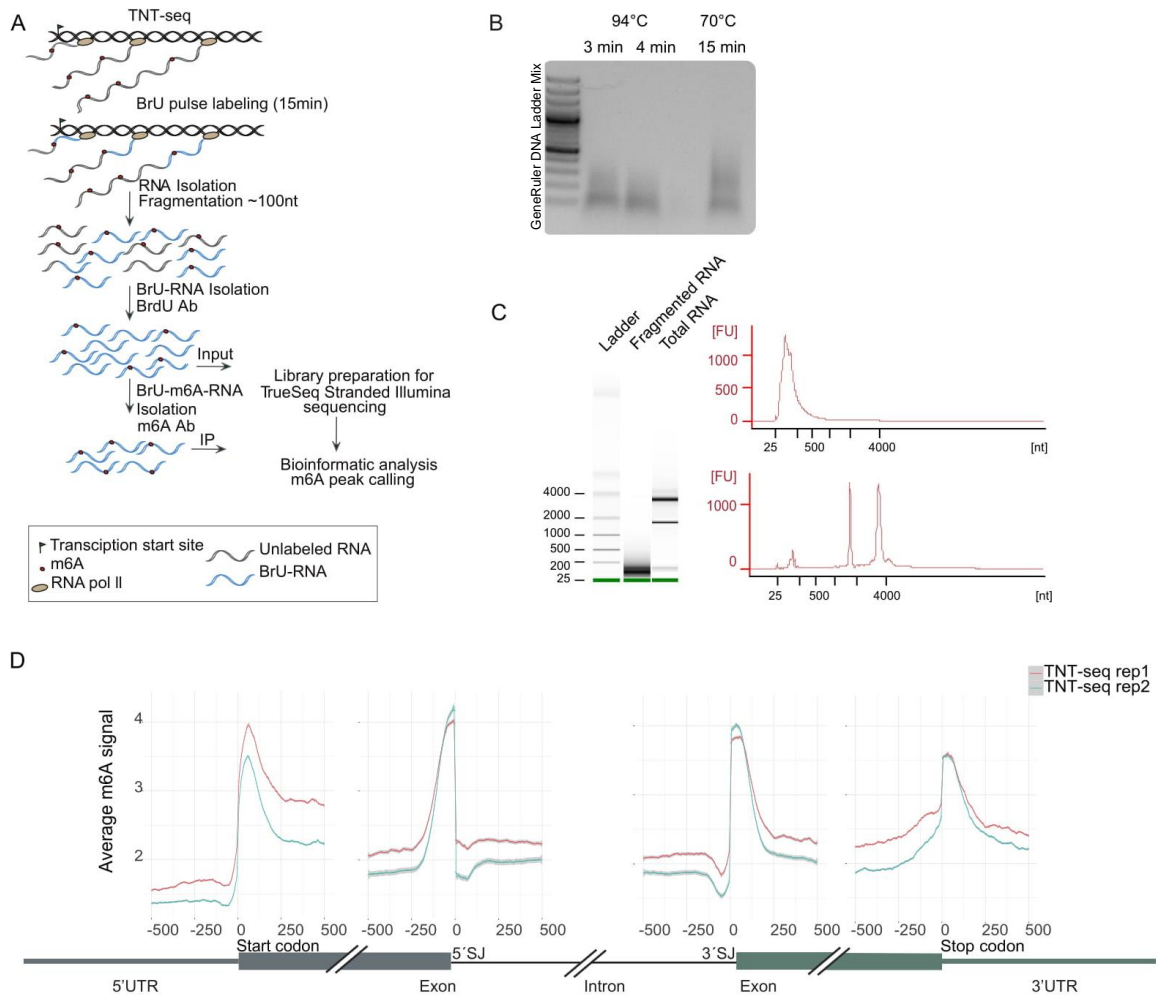 A
TNT-seq
BrU pulse labeling (15min)
RNA Isolation
Fragmentation ~100nt
BrU-RNA Isolation
BrdU Ab
Input
BrU-m6A-RNA
Isolation
m6A Ab
IP
Library preparation for
TrueSeq Stranded Illumina
sequencing
Bioinformatic analysis
m6A peak calling
Transciption start site
m6A
RNA pol II
Unlabeled RNA
BrU-RNA
B
94°C 70°C
3 min 4 min 15 min
GeneRuler DNA Ladder Mix
C
Ladder
Fragmented RNA
Total RNA
4000
2000
1000
500
200
25
[FU]
1000
500
0
25 500 4000 [nt]
[FU]
1000
0
25 500 4000 [nt]
D
TNT-seq rep1
TNT-seq rep2
Average m6A signal
4
3
2
-500 -250 0 250 500
Start codon
-500 -250 0 250 500
5´SJ
-500 -250 0 250 500
3´SJ
-500 -250 0 250 500
Stop codon
5'UTR Exon Intron Exon 3'UTR